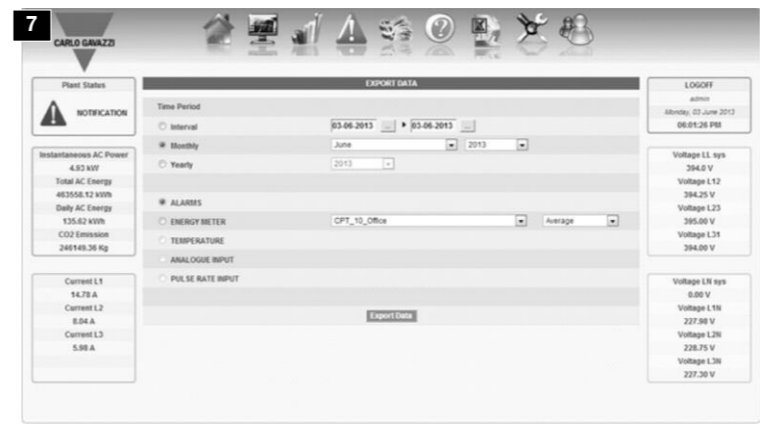 7
CARLO GAVAZZI
Plant Status
NOTIFICATION
Instantaneous AC Power
4.93 kW
Total AC Energy
463558.12 kWh
Daily AC Energy
135.62 kWh
CO2 Emission
246149.36 Kg
Current L1
14.78 A
Current L2
8.04 A
Current L3
5.98 A
EXPORT DATA
Time Period
Interval 03-06-2013 ... 03-06-2013 ...
Monthly June 2013
Yearly 2013
ALARMS
ENERGY METER CPT_10_Office Average
TEMPERATURE
ANALOGUE INPUT
PULSE RATE INPUT
Export Data
LOGOFF
admin
Monday, 03 June 2013
06:01:26 PM
Voltage LL sys
394.0 V
Voltage L12
394.25 V
Voltage L23
395.00 V
Voltage L31
394.00 V
Voltage LN sys
0.00 V
Voltage L1N
227.98 V
Voltage L2N
228.75 V
Voltage L3N
227.30 V